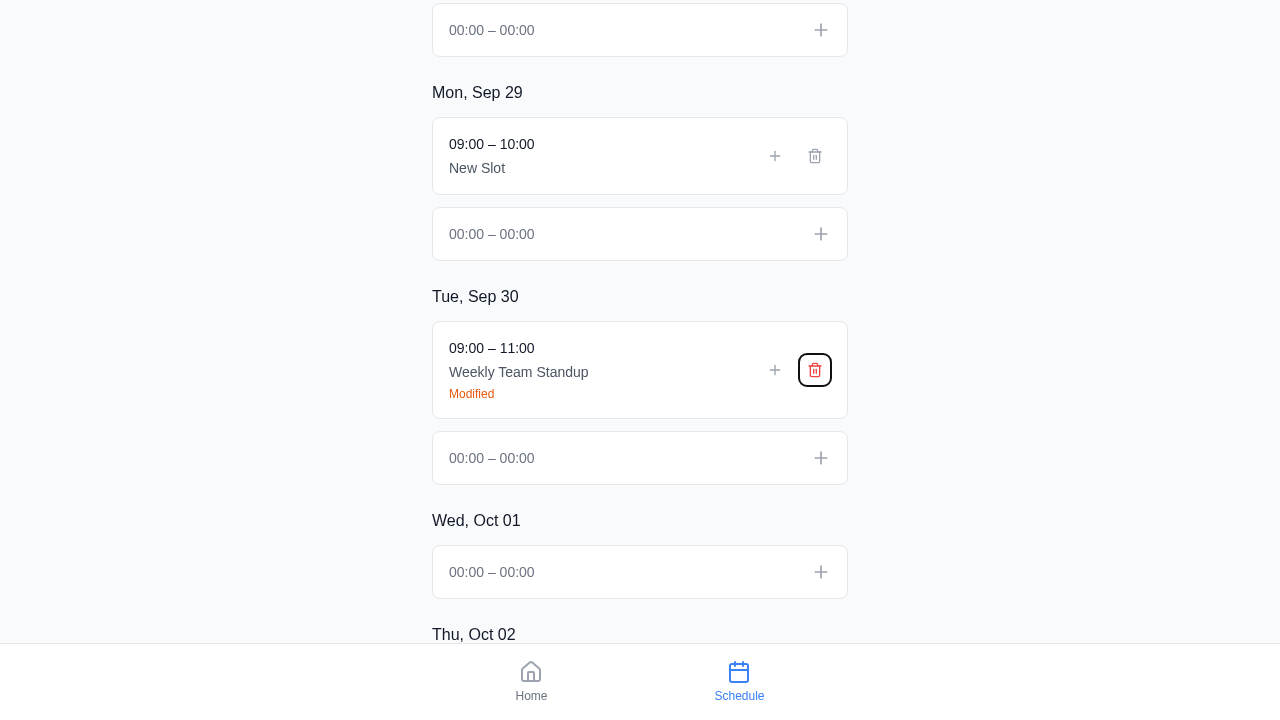 00:00 – 00:00
Mon, Sep 29
09:00 – 10:00
New Slot
00:00 – 00:00
Tue, Sep 30
09:00 – 11:00
Weekly Team Standup
Modified
00:00 – 00:00
Wed, Oct 01
00:00 – 00:00
Thu, Oct 02
Home
Schedule